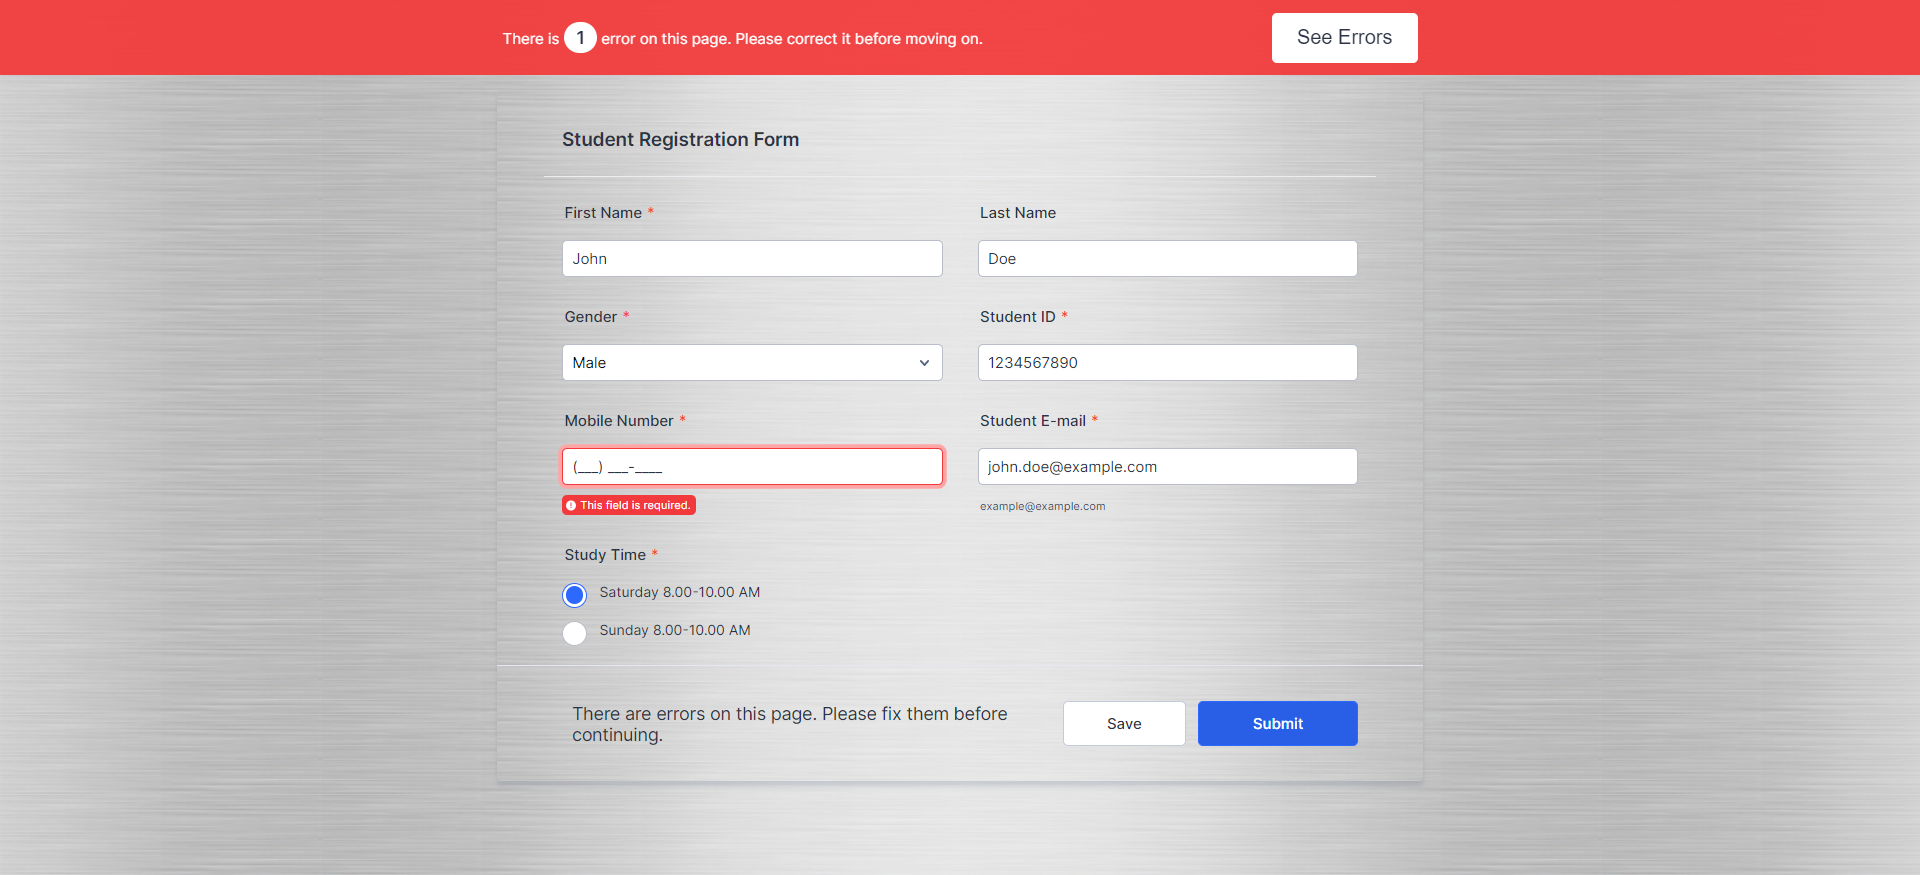 There is 1 error on this page. Please correct it before moving on.
See Errors
Student Registration Form
First Name *
Last Name
John
Doe
Gender *
Student ID *
Male
1234567890
Mobile Number *
Student E-mail *
(___) ___-____
john.doe@example.com
This field is required.
example@example.com
Study Time *
Saturday 8.00-10.00 AM
Sunday 8.00-10.00 AM
There are errors on this page. Please fix them before
continuing.
Save
Submit